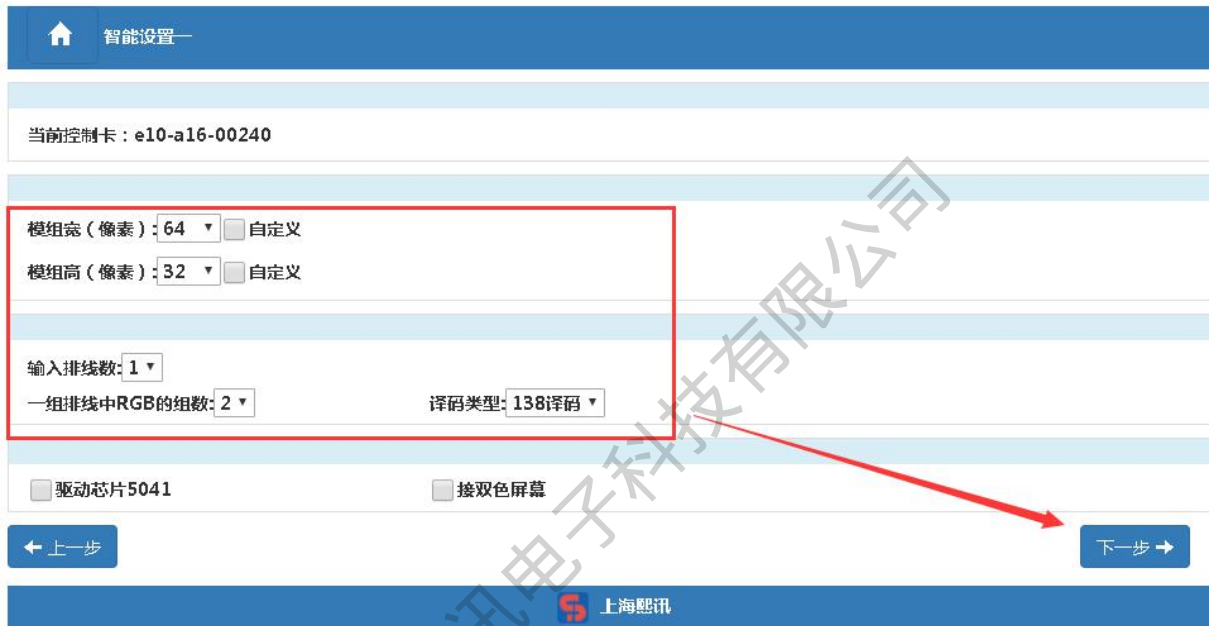 智能设置一
当前控制卡：e10-a16-00240
模组宽（像素）: 64 自定义
模组高（像素）: 32 自定义
输入排线数: 1
一组排线中RGB的组数: 2 译码类型: 138译码
驱动芯片5041 接双色屏幕
上一步 下一步
上海熙讯
讯电子科技有限公司